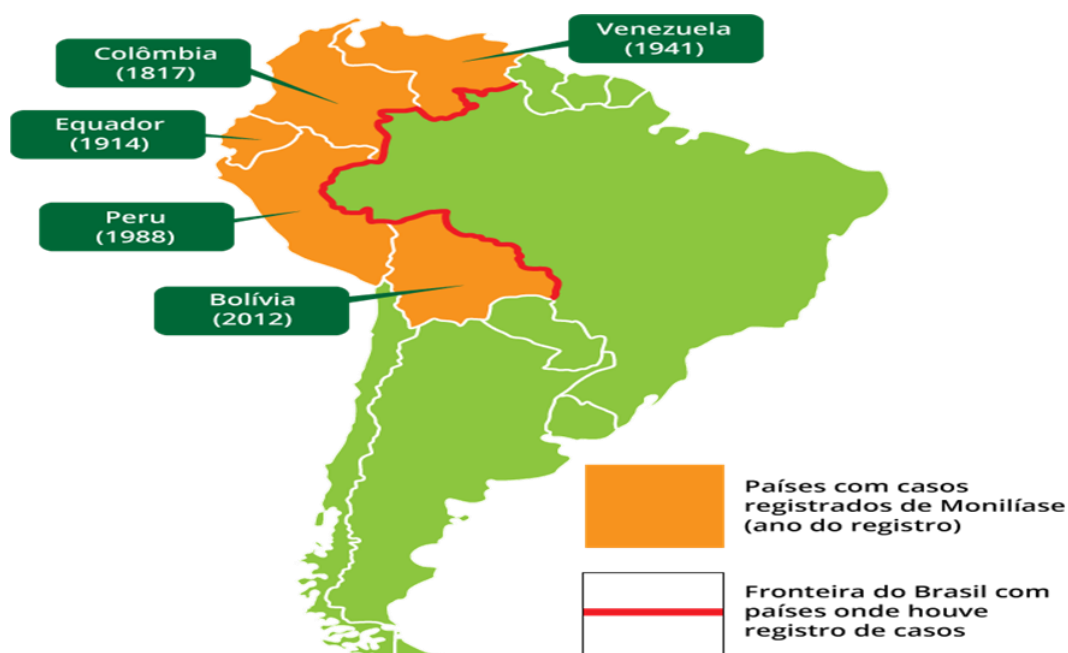 Venezuela
(1941)
Colômbia
(1817)
Equador
(1914)
Peru
(1988)
Bolívia
(2012)
Países com casos
registrados de Monilíase
(ano do registro)
Fronteira do Brasil com
países onde houve
registro de casos